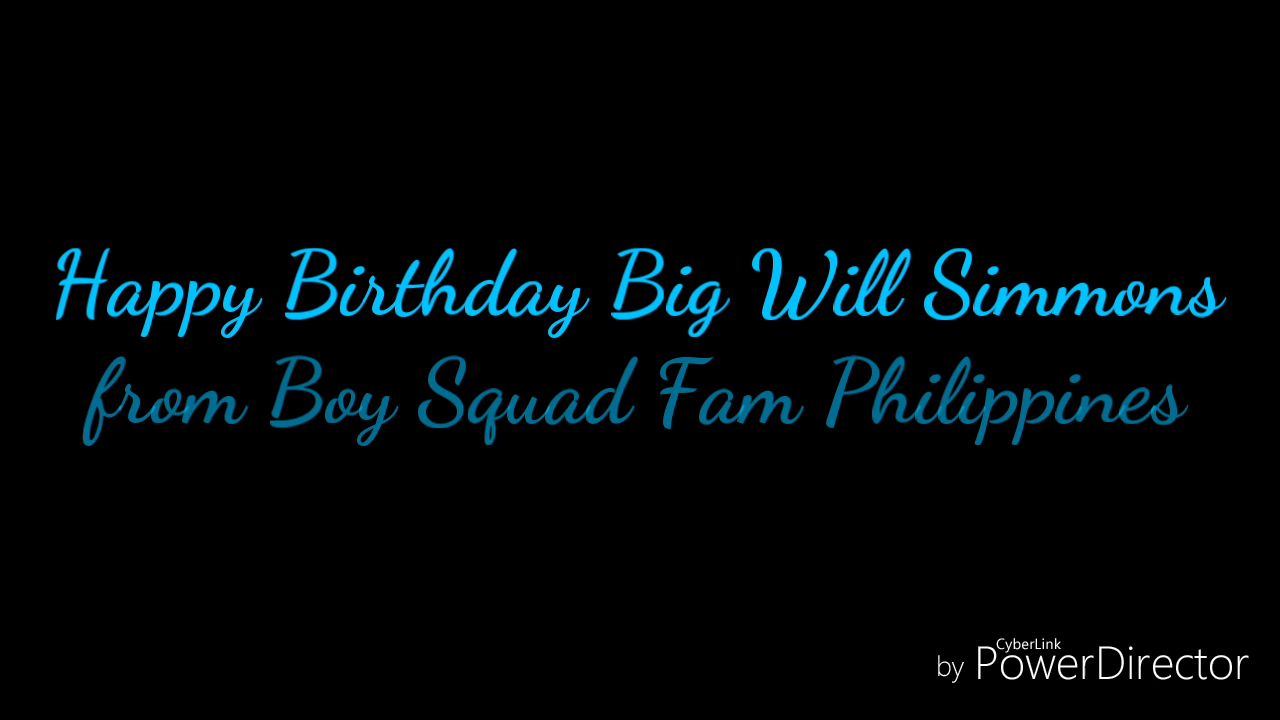 Happy Birthday Big Will Simmons
from Boy Squad Fam Philippines
CyberLink
by PowerDirector